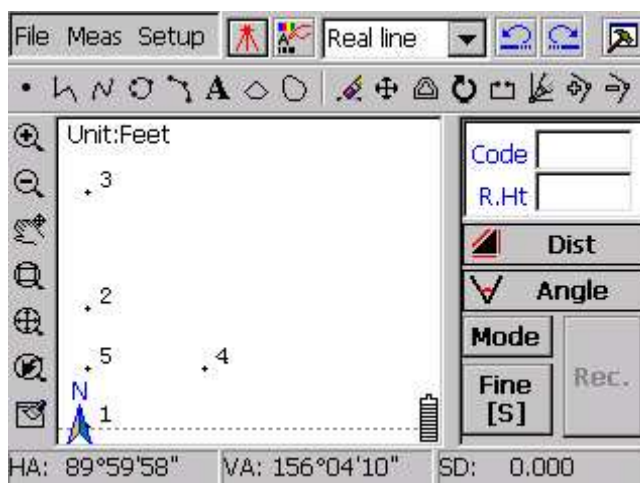 File Meas Setup Real line
A
Unit:Feet
Code
R.Ht
3
Dist
2
Angle
Mode
5
4
Rec.
N
1
Fine
[S]
HA: 89°59'58" VA: 156°04'10" SD: 0.000